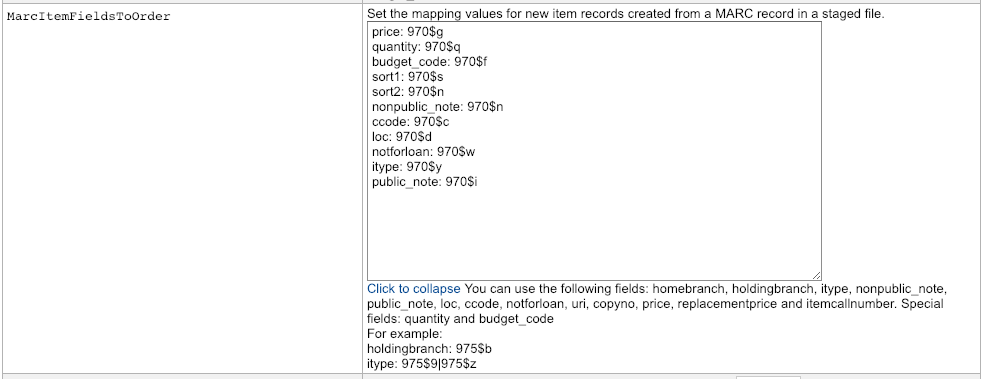 MarcItemFieldsToOrder
Set the mapping values for new item records created from a MARC record in a staged file.
price: 970$g
quantity: 970$q
budget_code: 970$f
sort1: 970$s
sort2: 970$n
nonpublic_note: 970$n
ccode: 970$c
loc: 970$d
notforloan: 970$w
itype: 970$y
public_note: 970$i
Click to collapse You can use the following fields: homebranch, holdingbranch, itype, nonpublic_note,
public_note, loc, ccode, notforloan, uri, copyno, price, replacementprice and itemcallnumber. Special
fields: quantity and budget_code
For example:
holdingbranch: 975$b
itype: 975$9|975$z